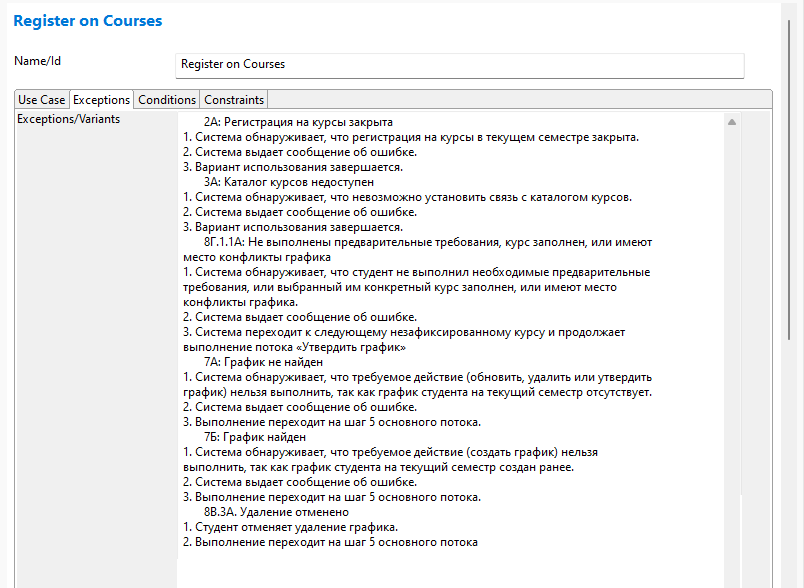 Register on Courses
Name/Id
Register on Courses
Use Case
Exceptions
Conditions
Constraints
Exceptions/Variants
2А: Регистрация на курсы закрыта
1. Система обнаруживает, что регистрация на курсы в текущем семестре закрыта.
2. Система выдает сообщение об ошибке.
3. Вариант использования завершается.
3А: Каталог курсов недоступен
1. Система обнаруживает, что невозможно установить связь с каталогом курсов.
2. Система выдает сообщение об ошибке.
3. Вариант использования завершается.
8Г.1.1А: Не выполнены предварительные требования, курс заполнен, или имеют
место конфликты графика
1. Система обнаруживает, что студент не выполнил необходимые предварительные
требования, или выбранный им конкретный курс заполнен, или имеют место
конфликты графика.
2. Система выдает сообщение об ошибке.
3. Система переходит к следующему незафиксированному курсу и продолжает
выполнение потока «Утвердить график»
7А: График не найден
1. Система обнаруживает, что требуемое действие (обновить, удалить или утвердить
график) нельзя выполнить, так как график студента на текущий семестр отсутствует.
2. Система выдает сообщение об ошибке.
3. Выполнение переходит на шаг 5 основного потока.
7Б: График найден
1. Система обнаруживает, что требуемое действие (создать график) нельзя
выполнить, так как график студента на текущий семестр создан ранее.
2. Система выдает сообщение об ошибке.
3. Выполнение переходит на шаг 5 основного потока.
8В.3А. Удаление отменено
1. Студент отменяет удаление графика.
2. Выполнение переходит на шаг 5 основного потока